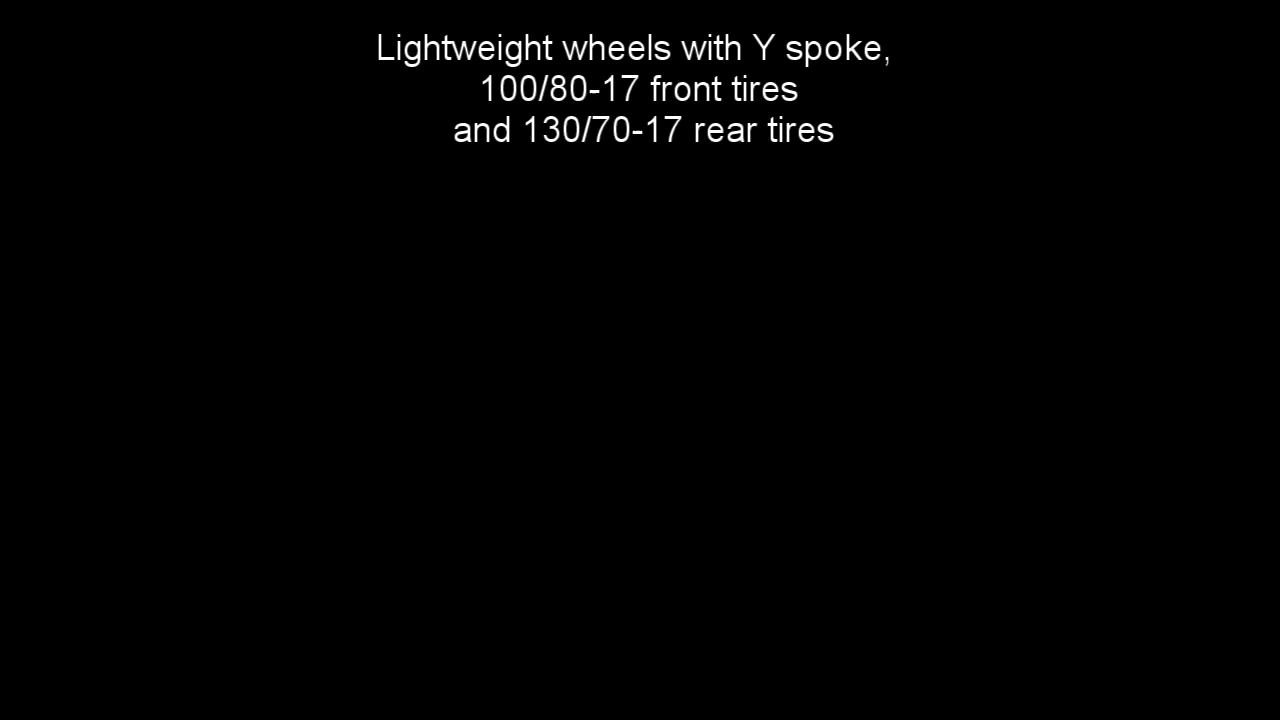 Lightweight wheels with Y spoke,
100/80-17 front tires
and 130/70-17 rear tires